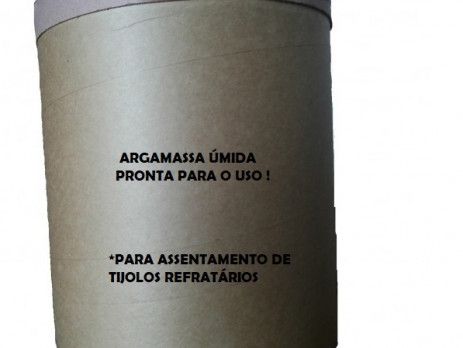 ARGAMASSA ÚMIDA
PRONTA PARA O USO !
*PARA ASSENTAMENTO DE
TIJOLOS REFRATÁRIOS